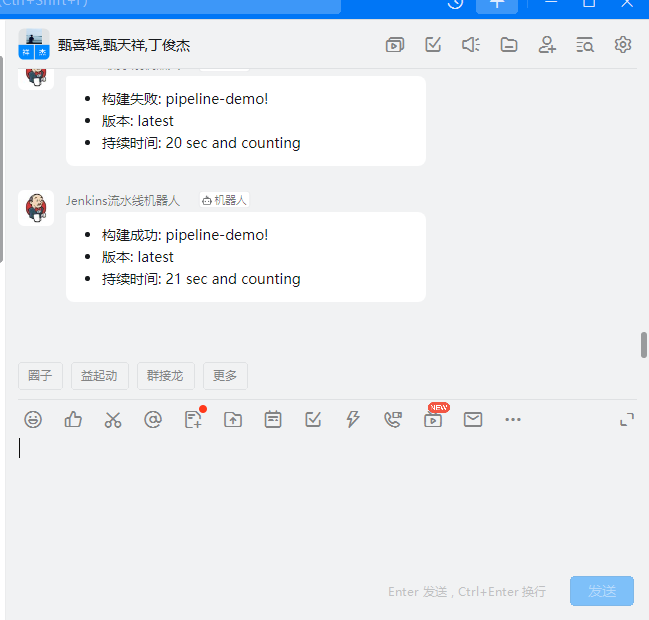 (Ctrl+Shift+F)
甄喜瑶,甄天祥,丁俊杰
祥 杰
构建失败: pipeline-demo!
版本: latest
持续时间: 20 sec and counting
Jenkins流水线机器人 机器人
构建成功: pipeline-demo!
版本: latest
持续时间: 21 sec and counting
圈子 益起动 群接龙 更多
NEW
Enter 发送 , Ctrl+Enter 换行 发送